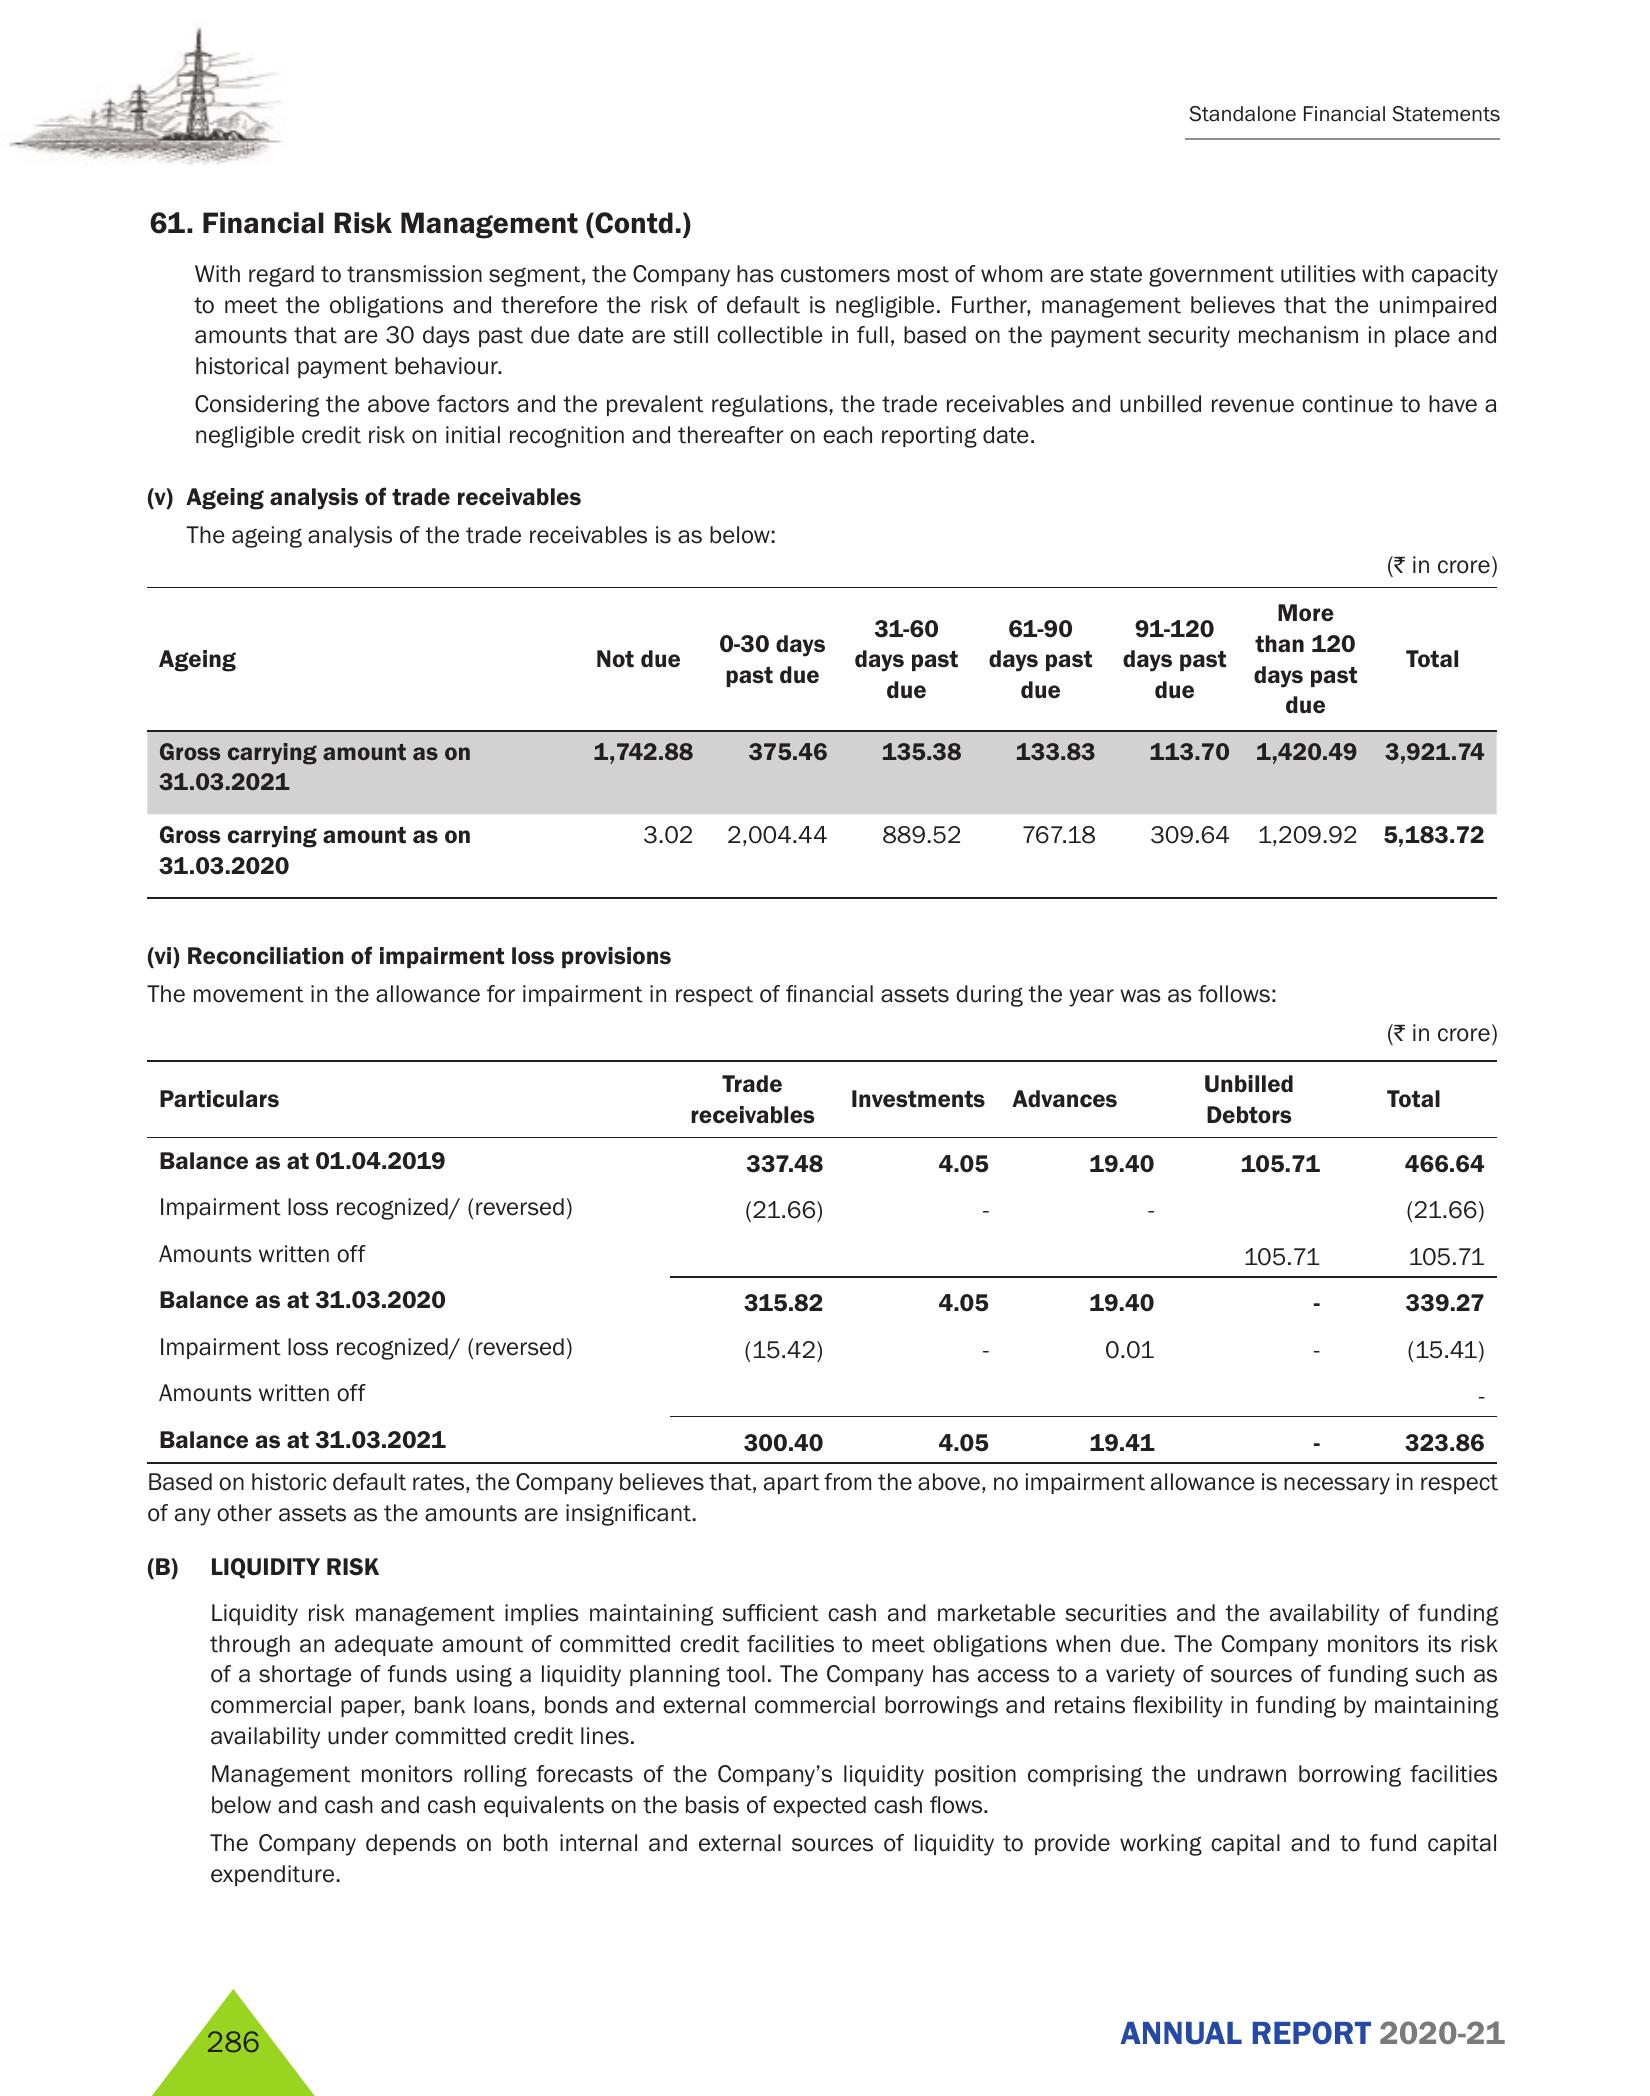 Standalone Financial Statements
61. Financial Risk Management (Contd.)
With regard to transmission segment, the Company has customers most of whom are state government utilities with capacity
to meet the obligations and therefore the risk of default is negligible. Further, management believes that the unimpaired
amounts that are 30 days past due date are still collectible in full, based on the payment security mechanism in place and
historical payment behaviour.
Considering the above factors and the prevalent regulations, the trade receivables and unbilled revenue continue to have a
negligible credit risk on initial recognition and thereafter on each reporting date.
(v) Ageing analysis of trade receivables
The ageing analysis of the trade receivables is as below:
(₹ in crore)
Ageing Not due 0-30 days past due 31-60 days past due 61-90 days past due 91-120 days past due More than 120 days past due Total
Gross carrying amount as on 1,742.88 375.46 135.38 133.83 113.70 1,420.49 3,921.74
31.03.2021
Gross carrying amount as on 3.02 2,004.44 889.52 767.18 309.64 1,209.92 5,183.72
31.03.2020
(vi) Reconciliation of impairment loss provisions
The movement in the allowance for impairment in respect of financial assets during the year was as follows:
(₹ in crore)
Particulars Trade receivables Investments Advances Unbilled Debtors Total
Balance as at 01.04.2019 337.48 4.05 19.40 105.71 466.64
Impairment loss recognized/ (reversed) (21.66) - - (21.66)
Amounts written off 105.71 105.71
Balance as at 31.03.2020 315.82 4.05 19.40 - 339.27
Impairment loss recognized/ (reversed) (15.42) - 0.01 - (15.41)
Amounts written off -
Balance as at 31.03.2021 300.40 4.05 19.41 - 323.86
Based on historic default rates, the Company believes that, apart from the above, no impairment allowance is necessary in respect
of any other assets as the amounts are insignificant.
(B) LIQUIDITY RISK
Liquidity risk management implies maintaining sufficient cash and marketable securities and the availability of funding
through an adequate amount of committed credit facilities to meet obligations when due. The Company monitors its risk
of a shortage of funds using a liquidity planning tool. The Company has access to a variety of sources of funding such as
commercial paper, bank loans, bonds and external commercial borrowings and retains flexibility in funding by maintaining
availability under committed credit lines.
Management monitors rolling forecasts of the Company's liquidity position comprising the undrawn borrowing facilities
below and cash and cash equivalents on the basis of expected cash flows.
The Company depends on both internal and external sources of liquidity to provide working capital and to fund capital
expenditure.
286
ANNUAL REPORT 2020-21